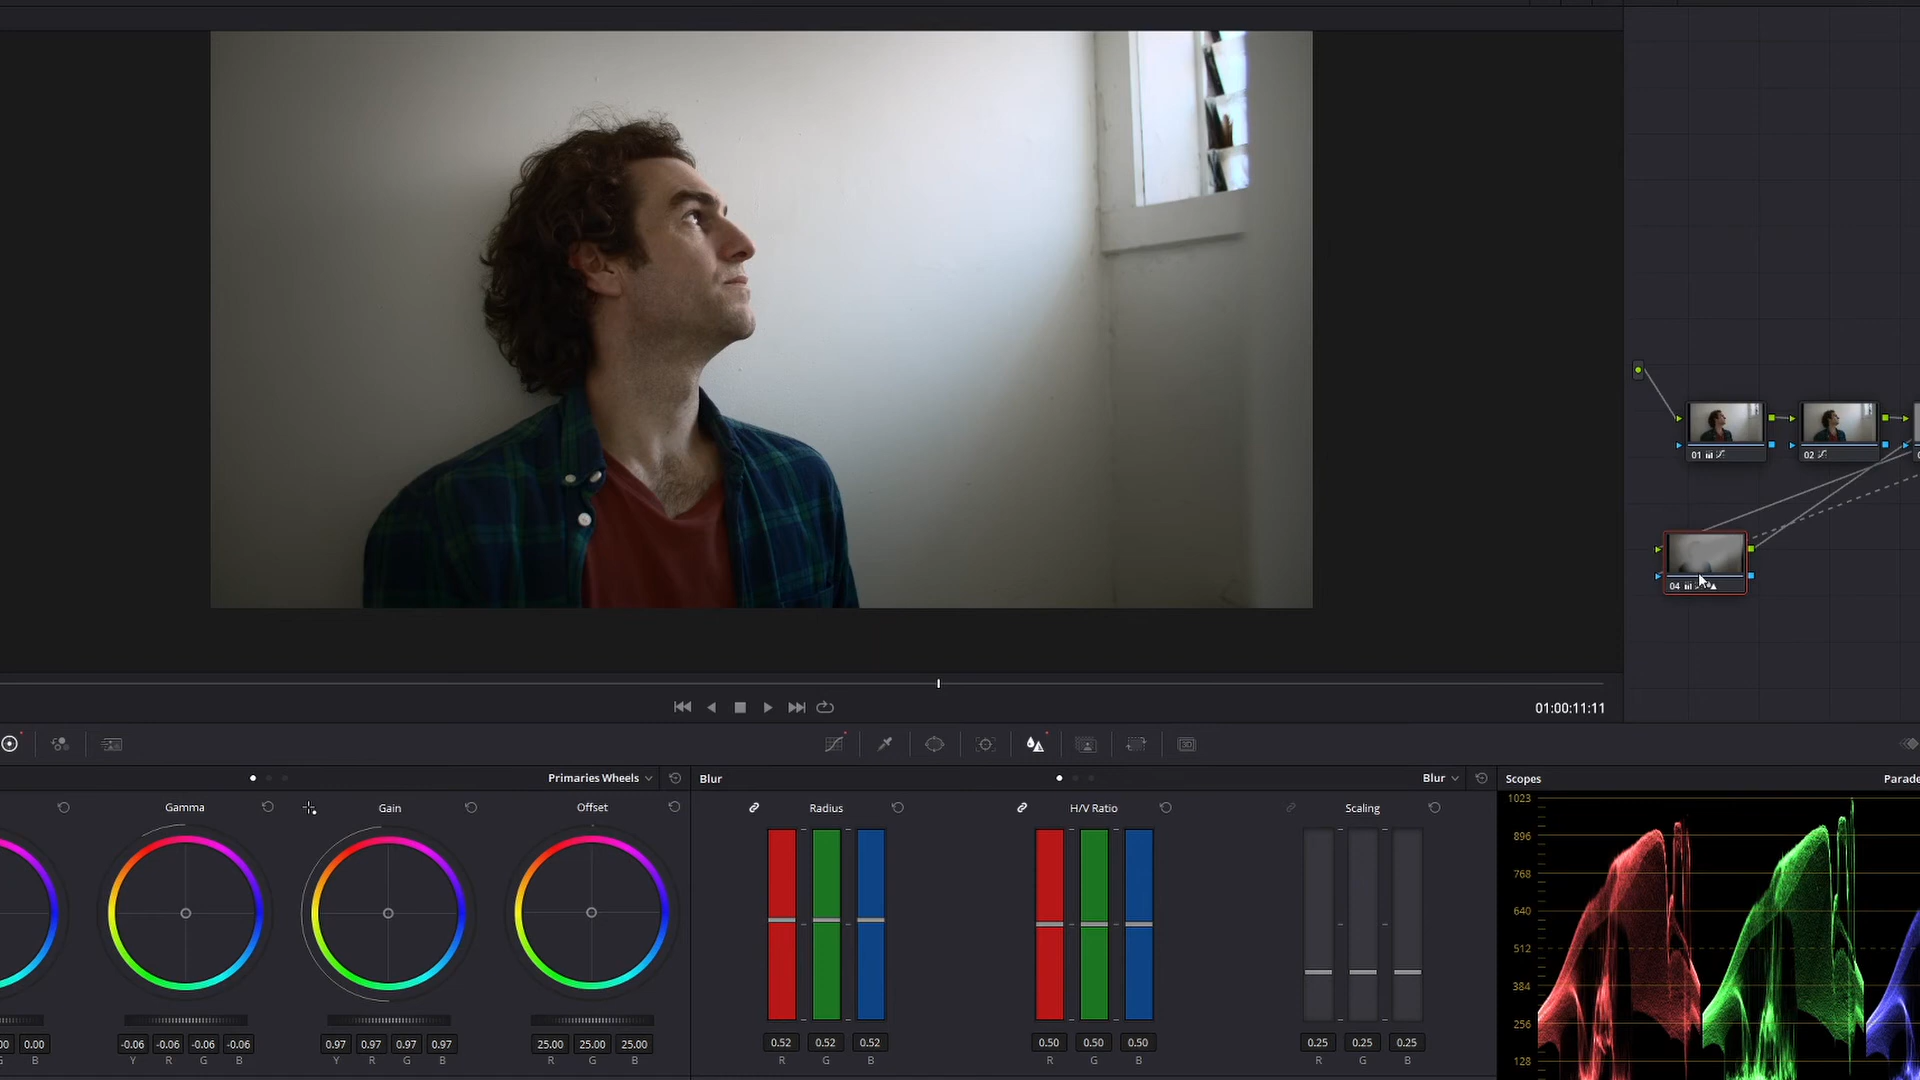 01
02
04
01:00:11:11
3D
Primaries Wheels
Blur
Blur
Scopes
Parade
Gamma
Gain
Offset
Radius
H/V Ratio
Scaling
1023
896
768
640
512
384
256
128
0.00
-0.06 -0.06 -0.06 -0.06
0.97 0.97 0.97 0.97
25.00 25.00 25.00
0.52 0.52 0.52
0.50 0.50 0.50
0.25 0.25 0.25
B
Y R G B
Y R G B
R G B
R G B
R G B
R G B